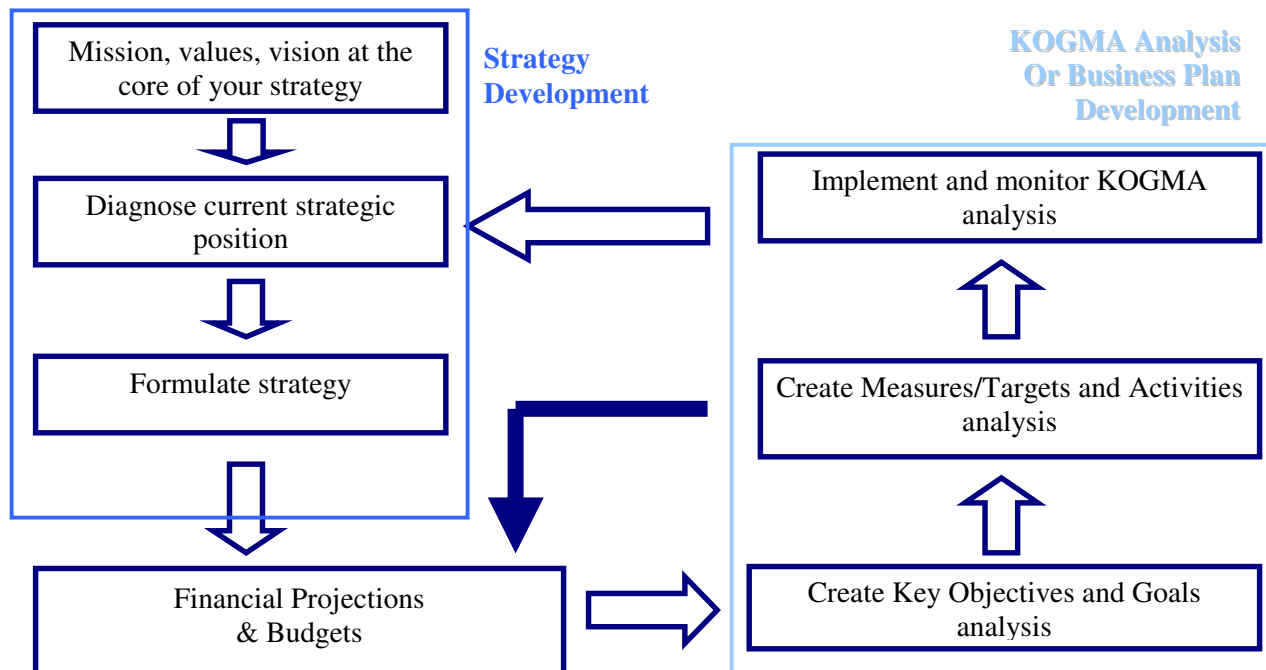 Mission, values, vision at the
core of your strategy
Strategy
Development
Diagnose current strategic
position
Formulate strategy
Financial Projections
& Budgets
KOGMA Analysis
Or Business Plan
Development
Implement and monitor KOGMA
analysis
Create Measures/Targets and Activities
analysis
Create Key Objectives and Goals
analysis